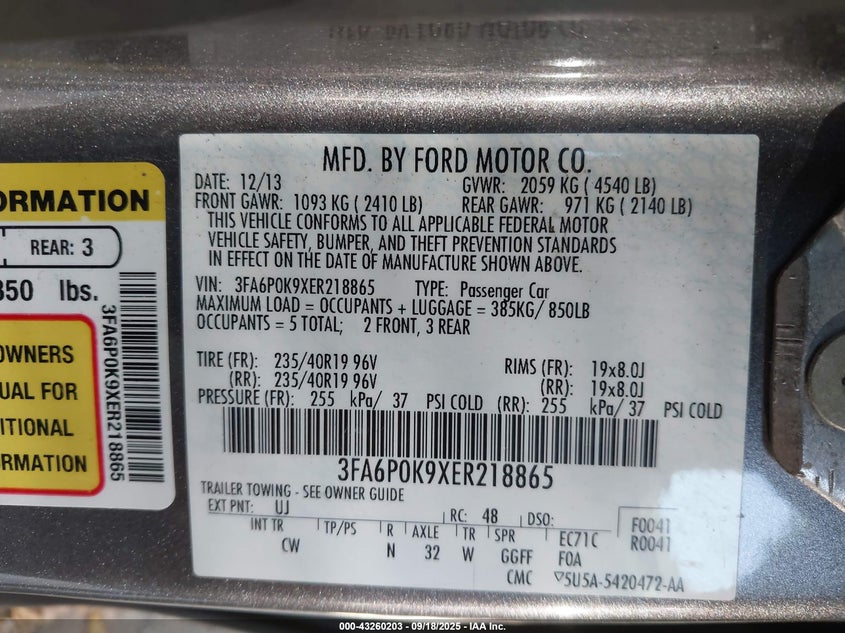 MFD. BY FORD MOTOR CO.
DATE: 12/13 GVWR: 2059 KG ( 4540 LB)
FRONT GAWR: 1093 KG ( 2410 LB) REAR GAWR: 971 KG ( 2140 LB)
THIS VEHICLE CONFORMS TO ALL APPLICABLE FEDERAL MOTOR
VEHICLE SAFETY, BUMPER, AND THEFT PREVENTION STANDARDS
IN EFFECT ON THE DATE OF MANUFACTURE SHOWN ABOVE.
VIN: 3FA6P0K9XER218865 TYPE: Passenger Car
MAXIMUM LOAD = OCCUPANTS + LUGGAGE = 385KG/ 850LB
OCCUPANTS = 5 TOTAL; 2 FRONT, 3 REAR
TIRE (FR): 235/40R19 96V RIMS (FR): 19x8.0J
(RR): 235/40R19 96V (RR): 19x8.0J
PRESSURE (FR): 255 kPa/ 37 PSI COLD (RR): 255 kPa/ 37 PSI COLD
3FA6P0K9XER218865
TRAILER TOWING - SEE OWNER GUIDE
EXT PNT: UJ RC: 48 DSO: F0041
INT TR TP/PS R AXLE TR SPR EC71C R0041
CW N 32 W GGFF F0A
CMC 5U5A-5420472-AA
ORMATION
REAR: 3
850 lbs.
OWNERS
UAL FOR
ITIONAL
ORMATION
3FA6P0K9XER218865
000-43260203 - 09/18/2025 - IAA Inc.